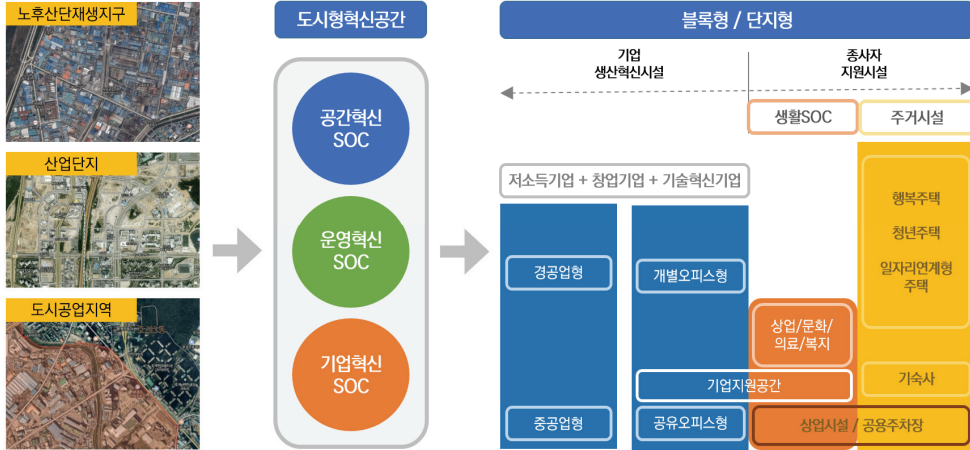 노후산단재생지구
산업단지
도시공업지역
도시형혁신공간
공간혁신
SOC
운영혁신
SOC
기업혁신
SOC
블록형 / 단지형
기업
생산혁신시설
종사자
지원시설
생활SOC
주거시설
저소득기업 + 창업기업 + 기술혁신기업
경공업형
개별오피스형
중공업형
공유오피스형
상업/문화/
의료/복지
기업지원공간
행복주택
청년주택
일자리연계형
주택
기숙사
상업시설 / 공용주차장